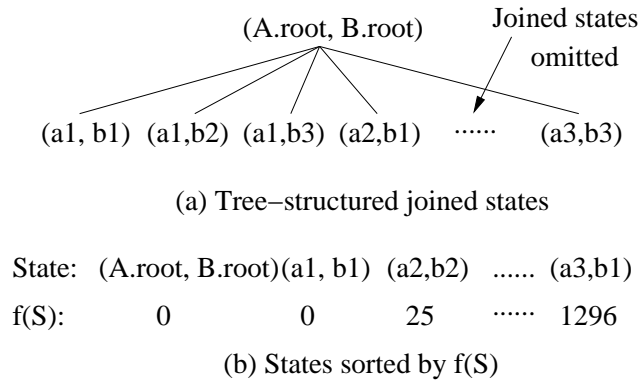 Joined states
(A.root, B.root)
omitted
(a1, b1) (a1,b2) (a1,b3) (a2,b1) ...... (a3,b3)
(a) Tree−structured joined states
State: (A.root, B.root)(a1, b1) (a2,b2) ...... (a3,b1)
f(S): 0 0 25 ...... 1296
(b) States sorted by f(S)